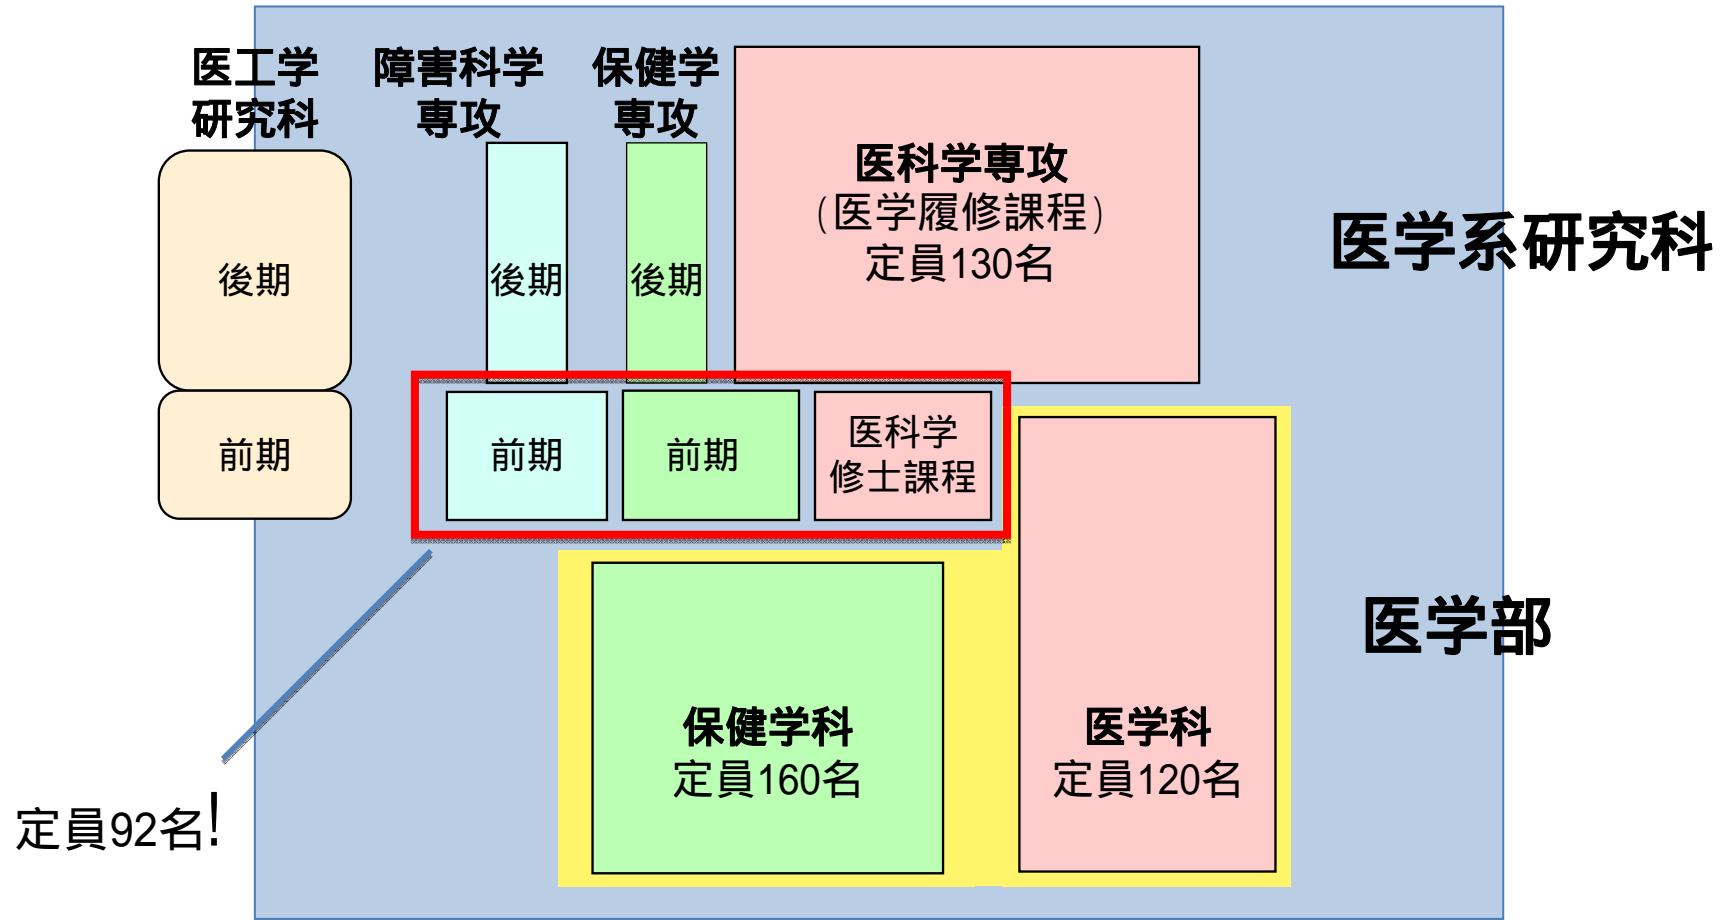 医工学
研究科
障害科学
専攻
保健学
専攻
医科学専攻
(医学履修課程)
定員130名
医学系研究科
後期
後期
後期
前期
前期
前期
医科学
修士課程
医学部
保健学科
定員160名
医学科
定員120名
定員92名!